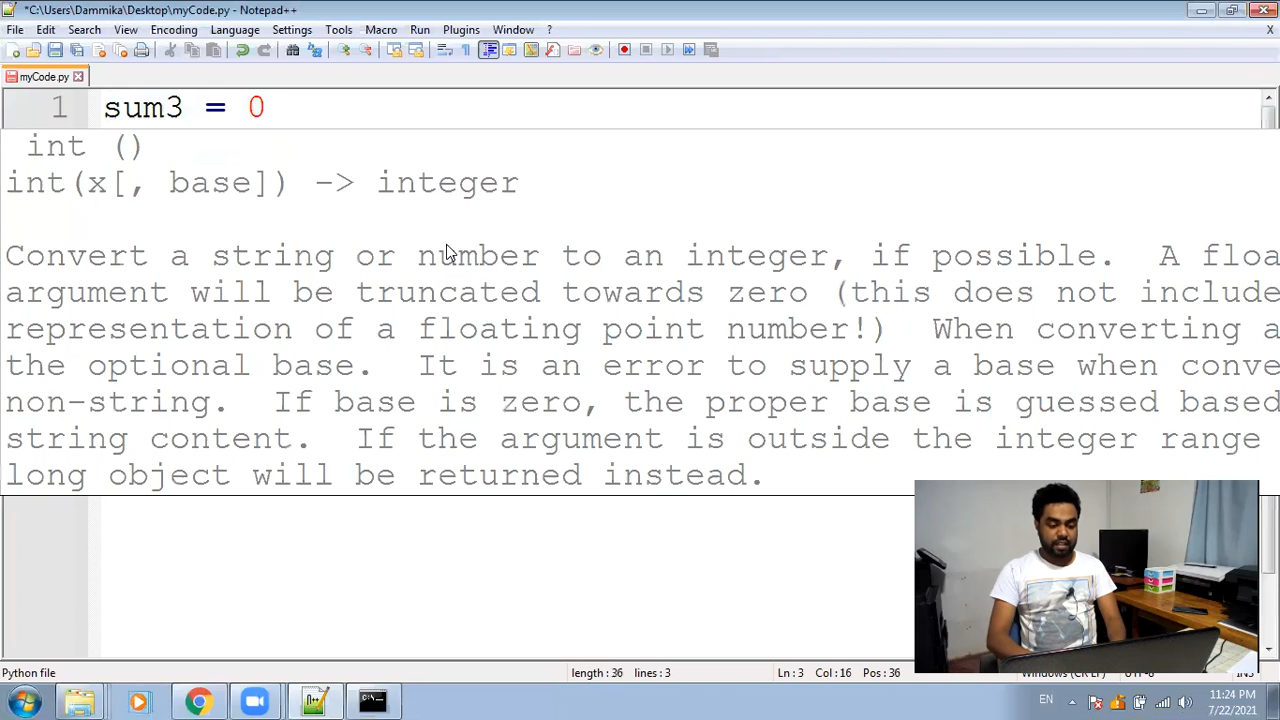 *C:\Users\Dammika\Desktop\myCode.py - Notepad++
File Edit Search View Encoding Language Settings Tools Macro Run Plugins Window ?
X
myCode.py
1 sum3 = 0
int ()
int(x[, base]) -> integer
Convert a string or number to an integer, if possible. A floa
argument will be truncated towards zero (this does not include
representation of a floating point number!) When converting a
the optional base. It is an error to supply a base when conve
non-string. If base is zero, the proper base is guessed based
string content. If the argument is outside the integer range
long object will be returned instead.
Python file length : 36 lines : 3 Ln : 3 Col : 16 Pos : 36
EN
11:24 PM
7/22/2021